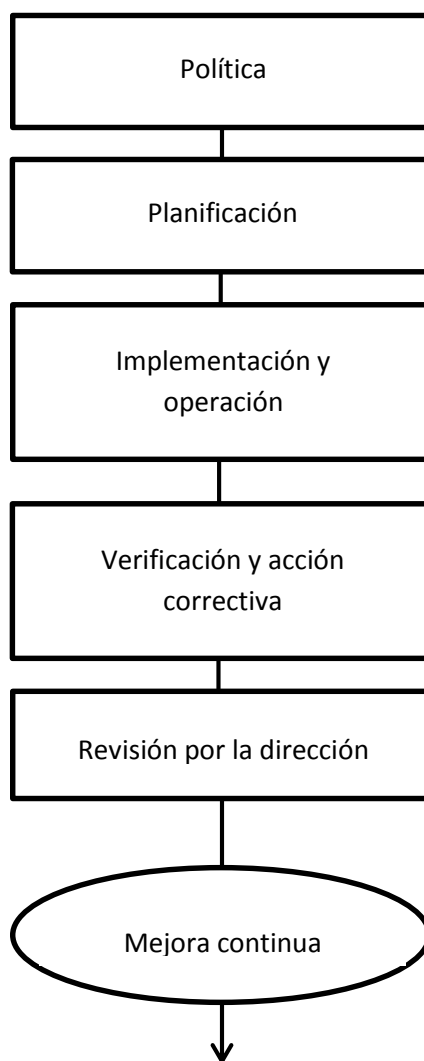 Política
Planificación
Implementación y
operación
Verificación y acción
correctiva
Revisión por la dirección
Mejora continua